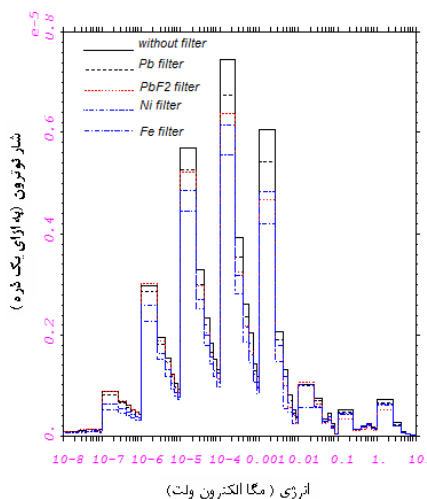 e-5
0.8
0.6
0.4
0.2
0.
without filter
Pb filter
PbF2 filter
Ni filter
Fe filter
شار نوترون (به ازای یک ذره)
10-8 10-7 10-6 10-5 10-4 0.001 0.01 0.1 1. 10
انرژی ( مگا الکترون ولت)